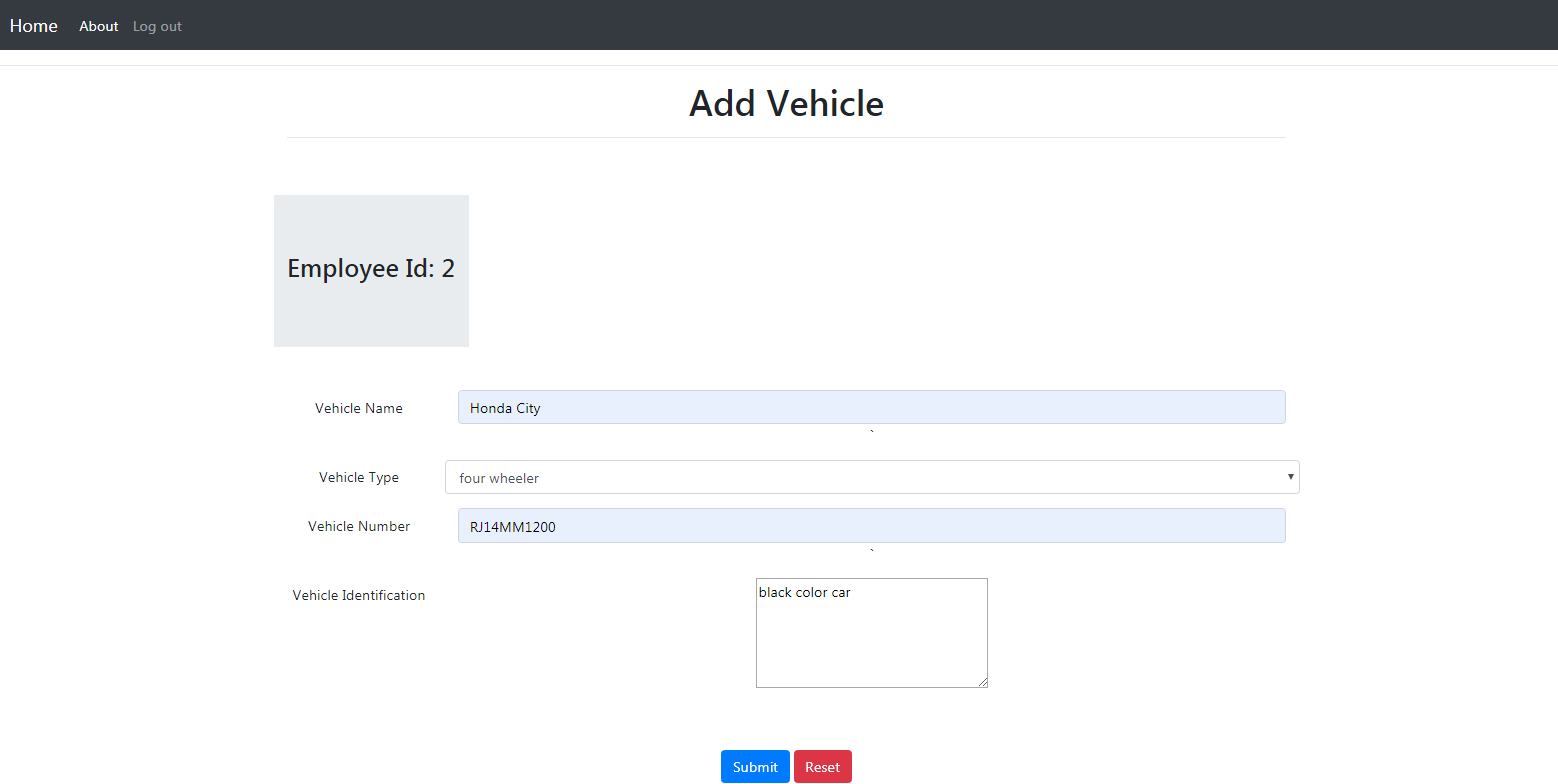 Home About Log out
Add Vehicle
Employee Id: 2
Vehicle Name Honda City
`
Vehicle Type four wheeler
Vehicle Number RJ14MM1200
`
Vehicle Identification black color car
Submit Reset